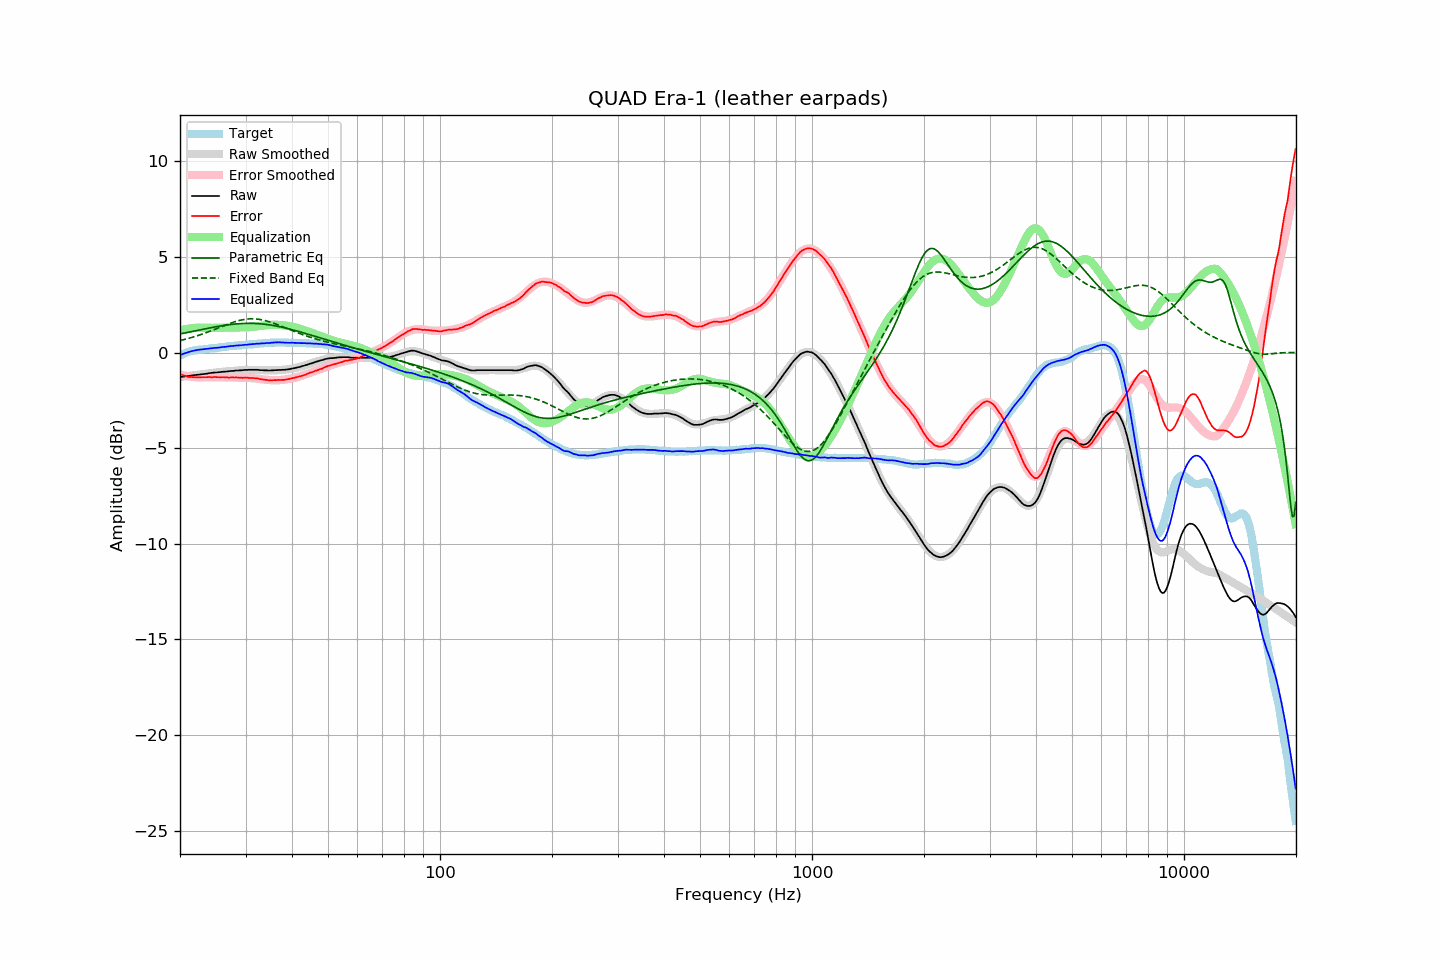 QUAD Era-1 (leather earpads)
Target
Raw Smoothed
Error Smoothed
Raw
Error
Equalization
Parametric Eq
Fixed Band Eq
Equalized
10
5
0
−5
−10
−15
−20
−25
Amplitude (dBr)
100
1000
10000
Frequency (Hz)